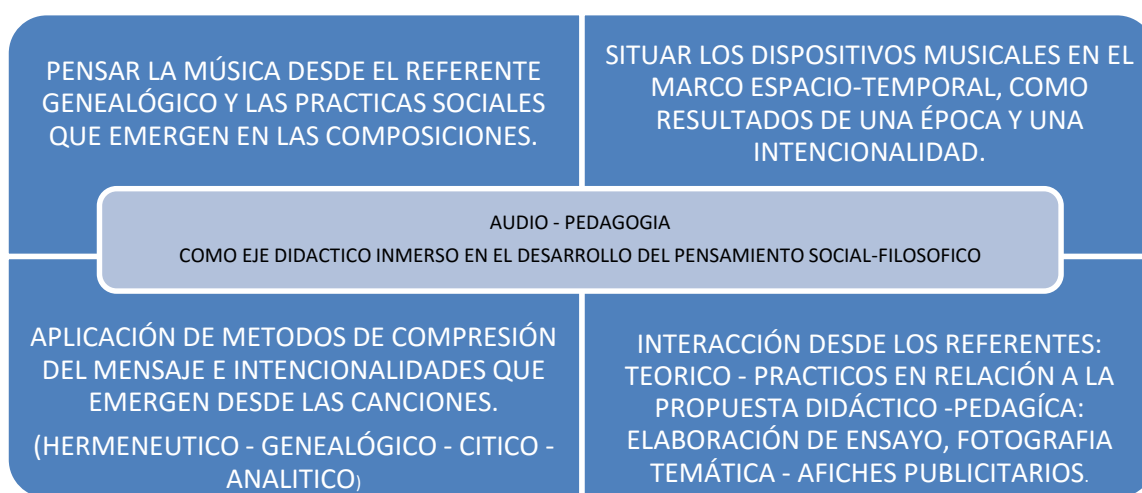 PENSAR LA MÚSICA DESDE EL REFERENTE
GENEALÓGICO Y LAS PRACTICAS SOCIALES
QUE EMERGEN EN LAS COMPOSICIONES.
SITUAR LOS DISPOSITIVOS MUSICALES EN EL
MARCO ESPACIO-TEMPORAL, COMO
RESULTADOS DE UNA ÉPOCA Y UNA
INTENCIONALIDAD.
AUDIO - PEDAGOGIA
COMO EJE DIDACTICO INMERSO EN EL DESARROLLO DEL PENSAMIENTO SOCIAL-FILOSOFICO
APLICACIÓN DE METODOS DE COMPRESIÓN
DEL MENSAJE E INTENCIONALIDADES QUE
EMERGEN DESDE LAS CANCIONES.
(HERMENEUTICO - GENEALÓGICO - CITICO -
ANALITICO)
INTERACCIÓN DESDE LOS REFERENTES:
TEORICO - PRACTICOS EN RELACIÓN A LA
PROPUESTA DIDÁCTICO -PEDAGÍCA:
ELABORACIÓN DE ENSAYO, FOTOGRAFIA
TEMÁTICA - AFICHES PUBLICITARIOS.